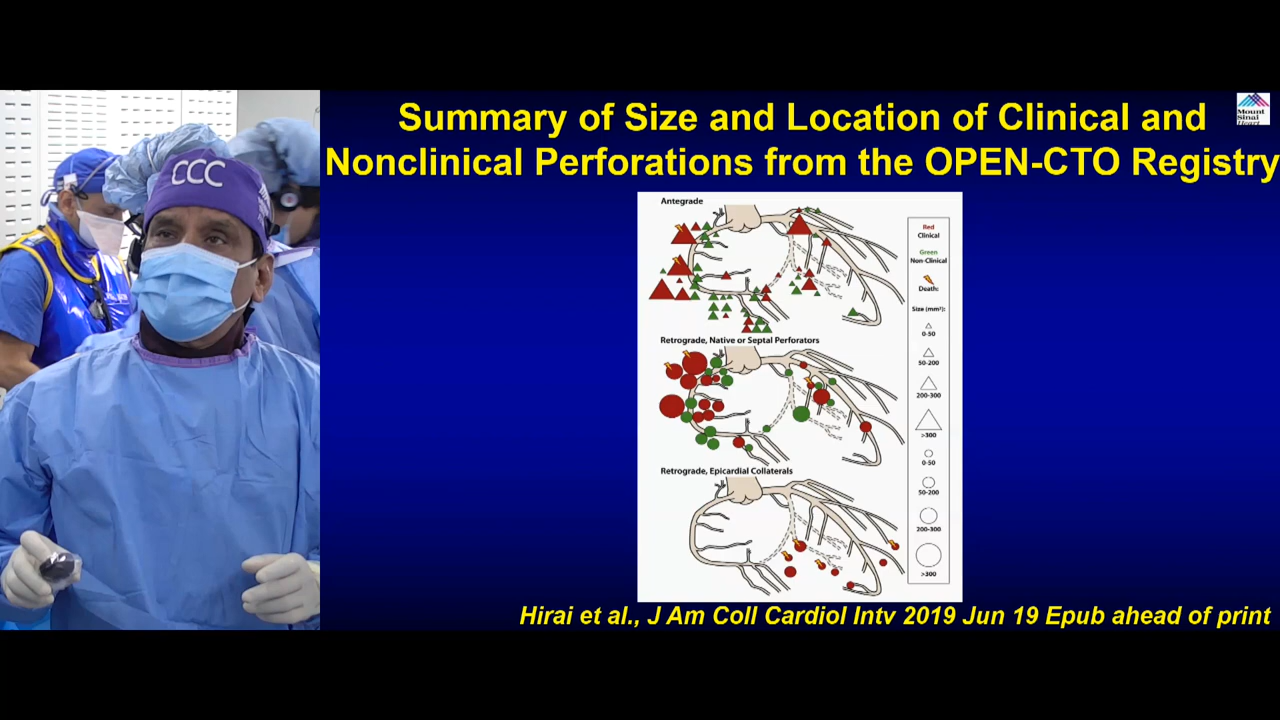 CCC
Summary of Size and Location of Clinical and
Nonclinical Perforations from the OPEN-CTO Registry
Mount
Sinai
Heart
Antegrade
Red
Clinical
Green
Non-Clinical
Death:
Size (mm²):
0-50
50-200
200-300
>300
0-50
50-200
200-300
>300
Retrograde, Native or Septal Perforators
Retrograde, Epicardial Collaterals
Hirai et al., J Am Coll Cardiol Intv 2019 Jun 19 Epub ahead of print